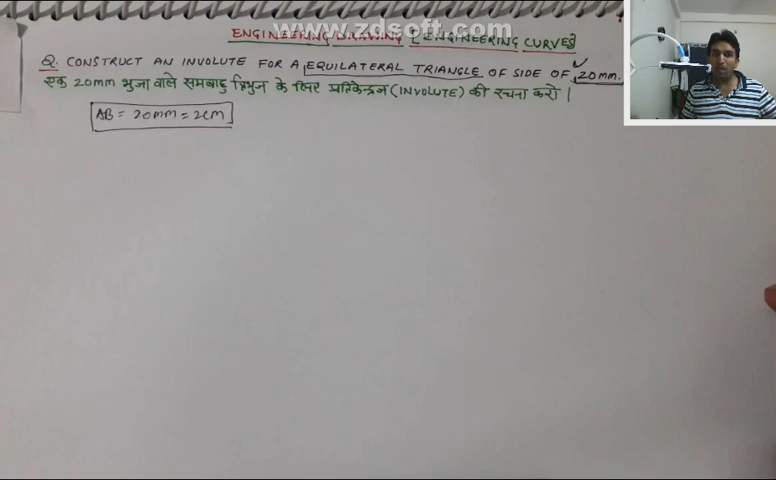 www.zdsoft.com
ENGINEERING DRAWING [ENGINEERING CURVES]
Q. CONSTRUCT AN INVOLUTE FOR A EQUILATERAL TRIANGLE OF SIDE OF 20mm.
एक 20mm भुजा वाले समबाहु त्रिभुज के लिए प्रतिकेन्द्रज (INVOLUTE) की रचना करो |
AB = 20mm = 2cm